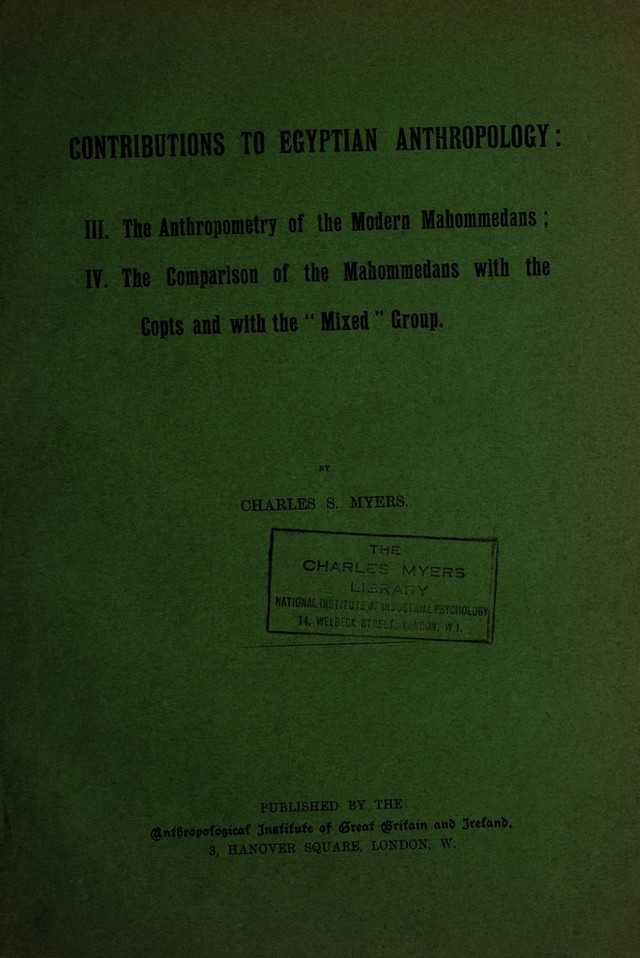 CONTRIBUTIONS TO EGYPTIAN ANTHROPOLOGY:
III. The Anthropometry of the Modern Mahommedans;
IV. The Comparison of the Mahommedans with the
Copts and with the "Mixed" Group.
BY
CHARLES S. MYERS.
THE
CHARLES MYERS
LIBRARY
NATIONAL INSTITUTE OF INDUSTRIAL PSYCHOLOGY
14, WELBECK STREET, LONDON, W1.
PUBLISHED BY THE
Anthropological Institute of Great Britain and Ireland,
3, HANOVER SQUARE, LONDON, W.